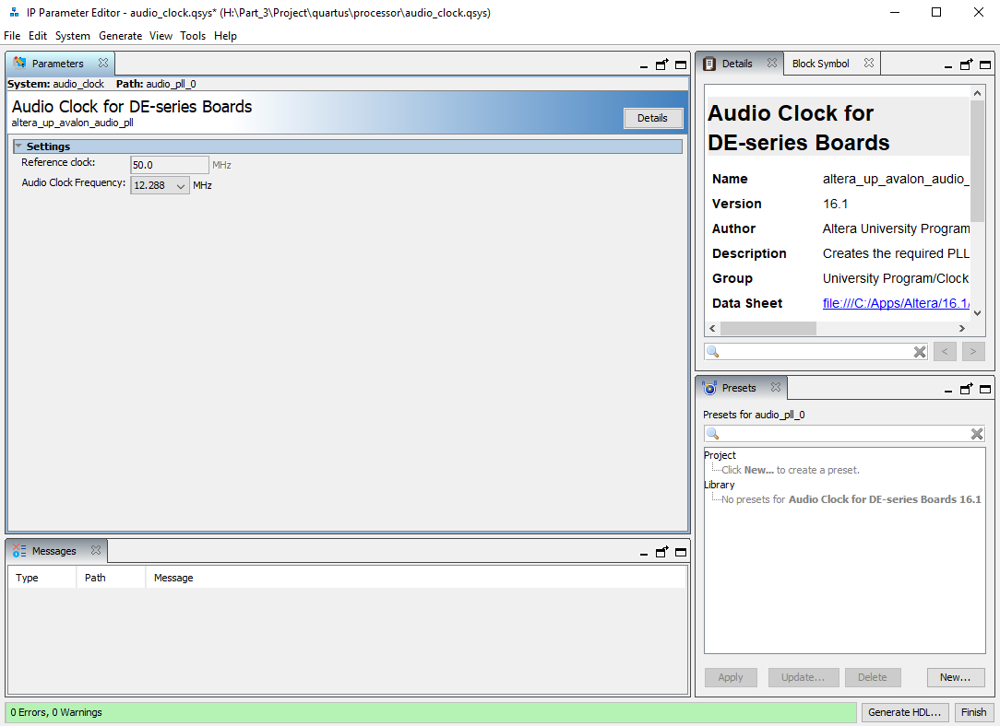 IP Parameter Editor - audio_clock.qsys* (H:\Part_3\Project\quartus\processor\audio_clock.qsys)
File Edit System Generate View Tools Help
Parameters
System: audio_clock Path: audio_pll_0
Audio Clock for DE-series Boards
altera_up_avalon_audio_pll
Details
Settings
Reference clock: 50.0 MHz
Audio Clock Frequency: 12.288 MHz
Messages
Type Path Message
Details Block Symbol
Audio Clock for
DE-series Boards
Name altera_up_avalon_audio_
Version 16.1
Author Altera University Program
Description Creates the required PLL
Group University Program/Clock
Data Sheet file:///C:/Apps/Altera/16.1/
< >
Presets
Presets for audio_pll_0
Project
Click New... to create a preset.
Library
No presets for Audio Clock for DE-series Boards 16.1
Apply Update... Delete New...
0 Errors, 0 Warnings
Generate HDL... Finish